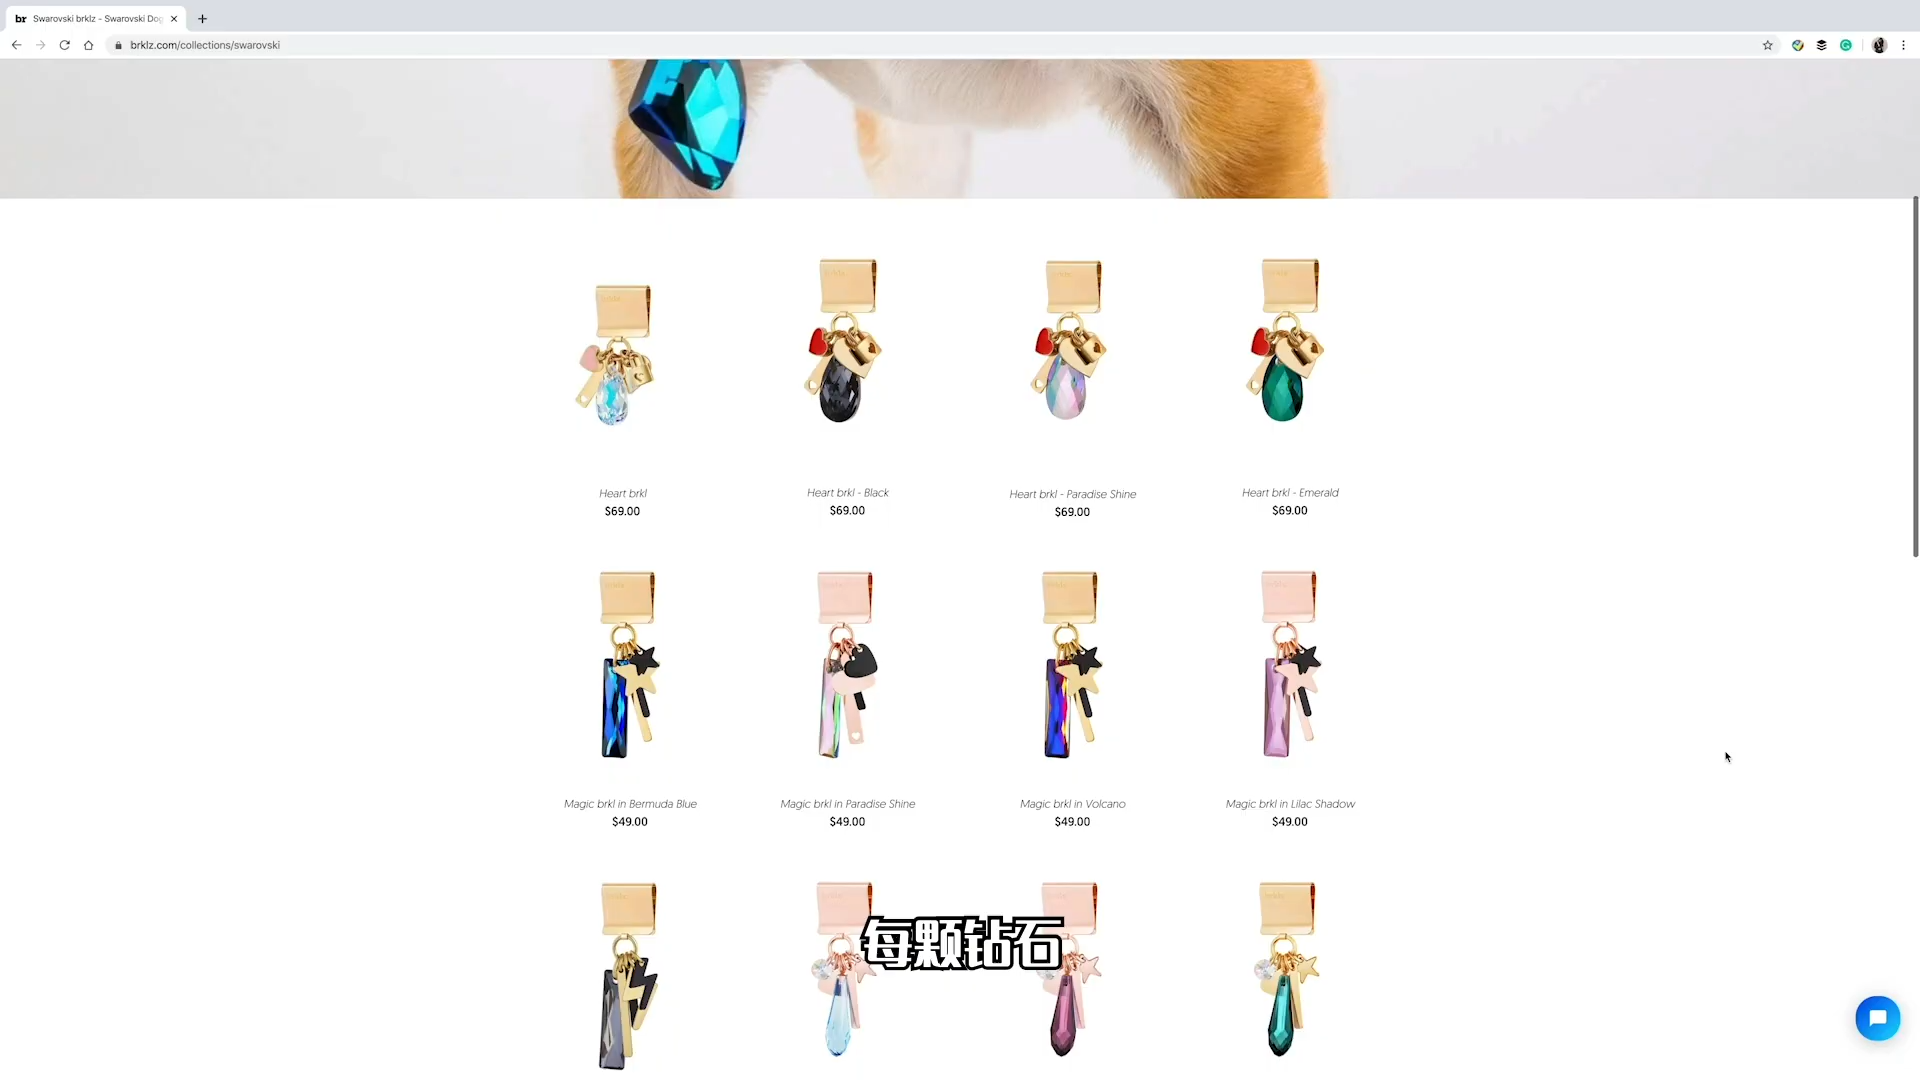 br Swarovski brklz - Swarovski Dog
brklz.com/collections/swarovski
Heart brkl
$69.00
Heart brkl - Black
$69.00
Heart brkl - Paradise Shine
$69.00
Heart brkl - Emerald
$69.00
Magic brkl in Bermuda Blue
$49.00
Magic brkl in Paradise Shine
$49.00
Magic brkl in Volcano
$49.00
Magic brkl in Lilac Shadow
$49.00
每颗钻石